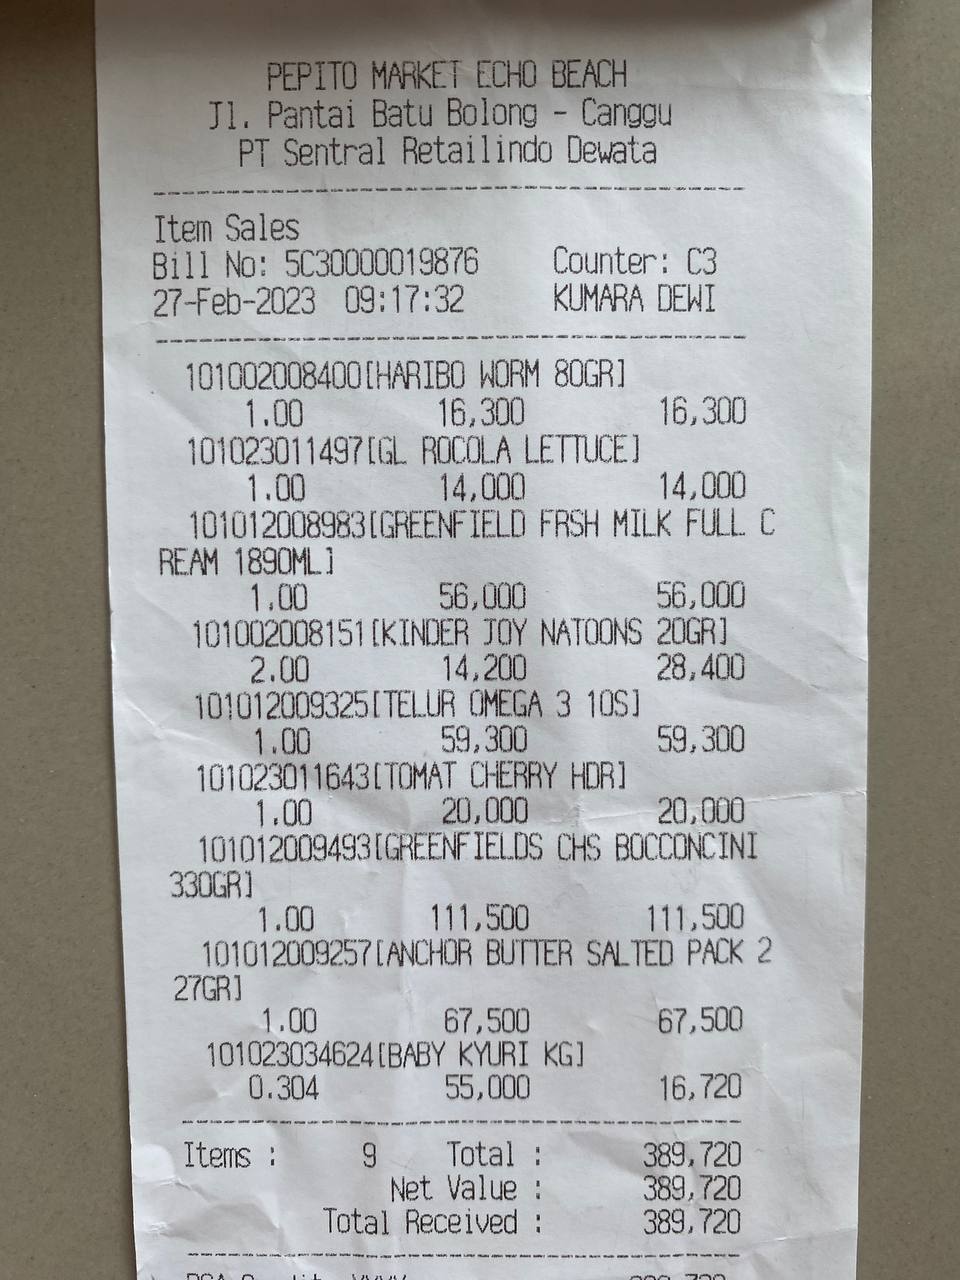 PEPITO MARKET ECHO BEACH
Jl. Pantai Batu Bolong - Canggu
PT Sentral Retailindo Dewata
Item Sales
Bill No: 5C30000019876 Counter: C3
27-Feb-2023 09:17:32 KUMARA DEWI
101002008400[HARIBO WORM 80GR]
1.00 16,300 16,300
101023011497[GL ROCOLA LETTUCE]
1.00 14,000 14,000
101012008983[GREENFIELD FRSH MILK FULL C
REAM 1890ML]
1.00 56,000 56,000
101002008151[KINDER JOY NATOONS 20GR]
2.00 14,200 28,400
101012009325[TELUR OMEGA 3 10S]
1.00 59,300 59,300
101023011643[TOMAT CHERRY HDR]
1.00 20,000 20,000
101012009493[GREENFIELDS CHS BOCCONCINI
330GR]
1.00 111,500 111,500
101012009257[ANCHOR BUTTER SALTED PACK 2
27GR]
1.00 67,500 67,500
101023034624[BABY KYURI KG]
0.304 55,000 16,720
Items : 9 Total : 389,720
Net Value : 389,720
Total Received : 389,720